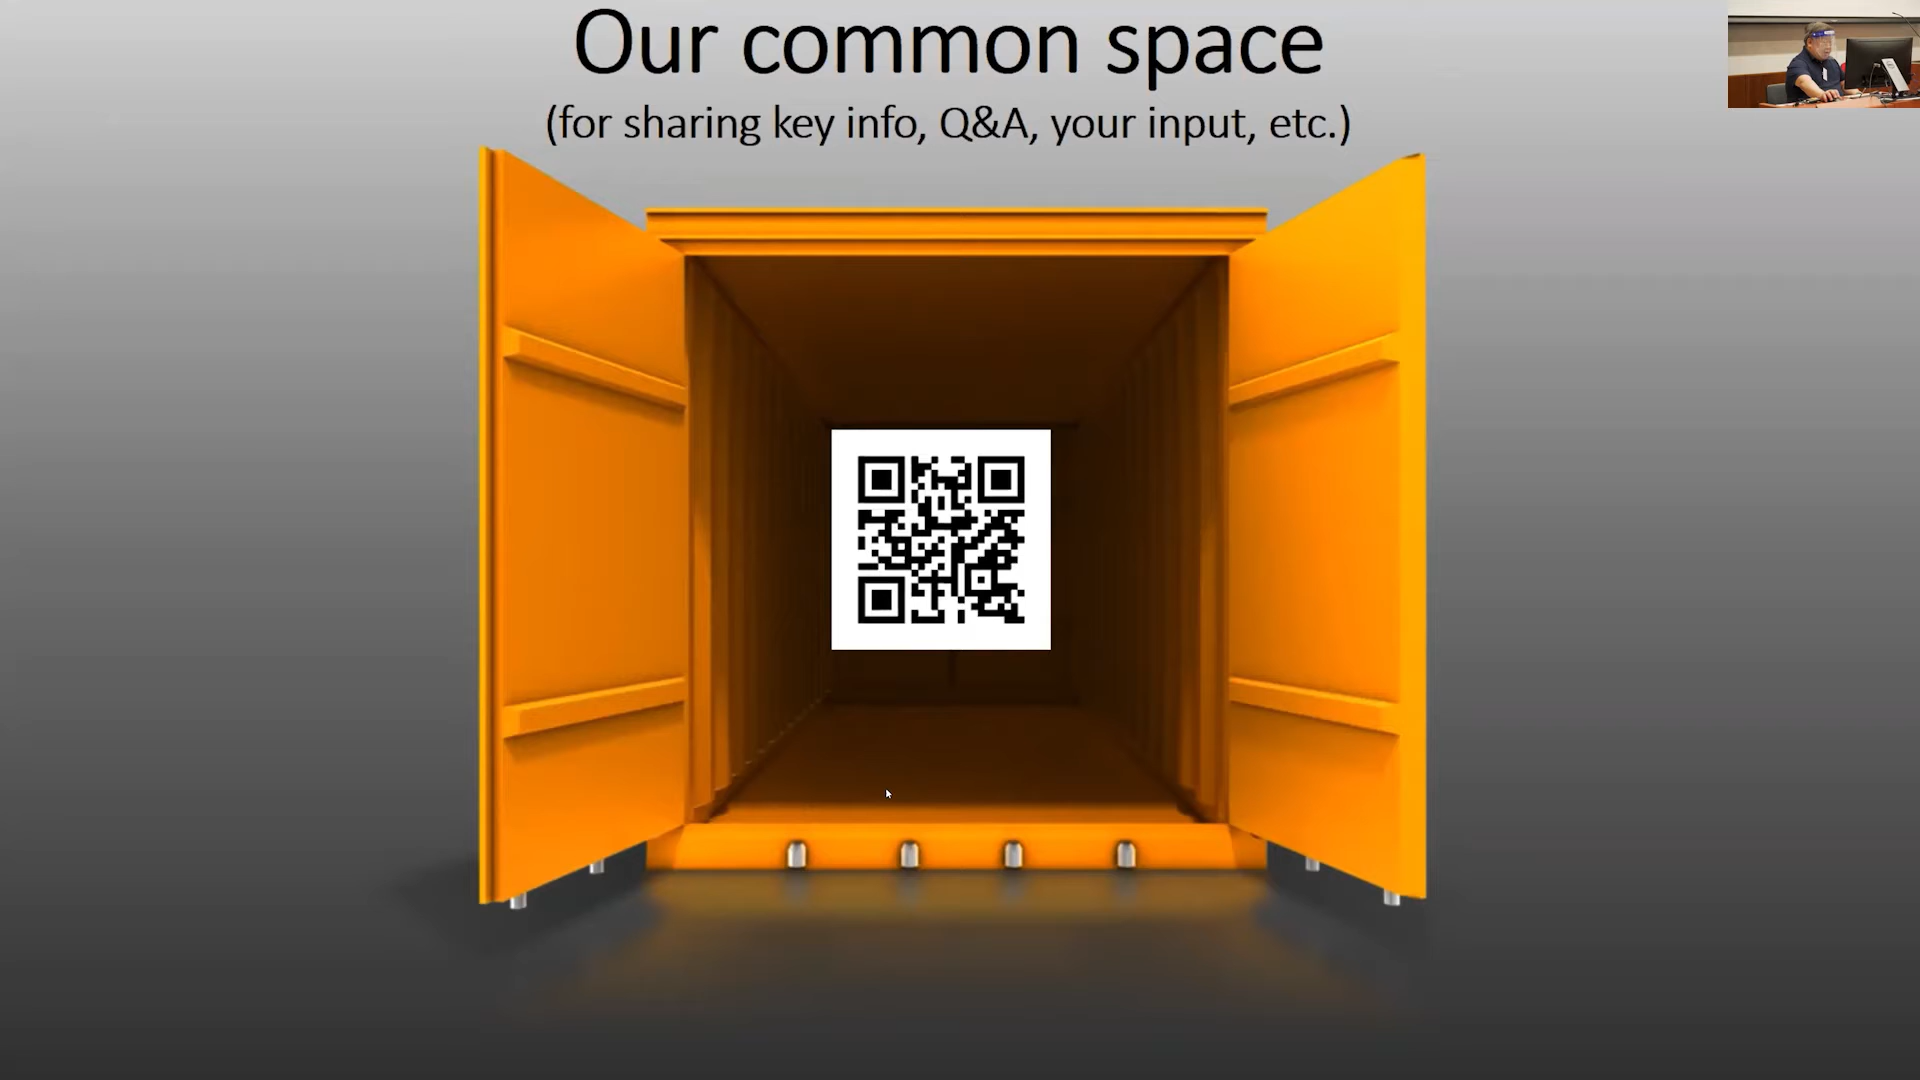 Our common space
(for sharing key info, Q&A, your input, etc.)